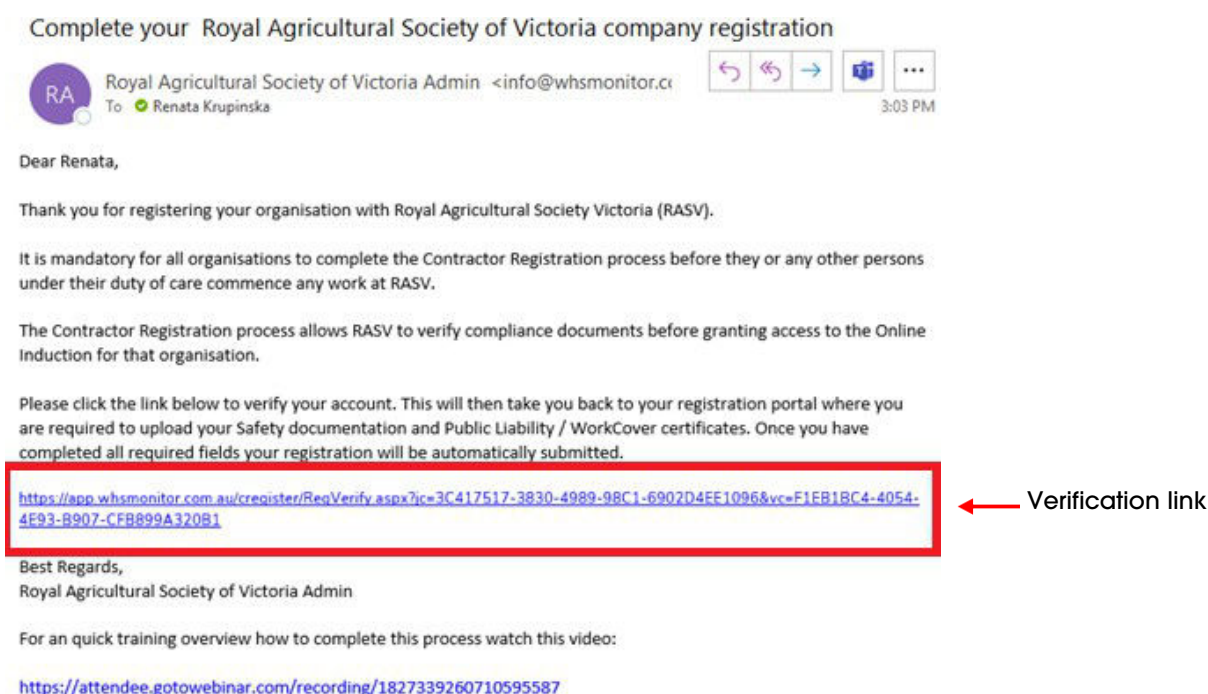 Complete your Royal Agricultural Society of Victoria company registration
RA
Royal Agricultural Society of Victoria Admin <info@whsmonitor.cc
To Renata Krupinska
3:03 PM
Dear Renata,
Thank you for registering your organisation with Royal Agricultural Society Victoria (RASV).
It is mandatory for all organisations to complete the Contractor Registration process before they or any other persons
under their duty of care commence any work at RASV.
The Contractor Registration process allows RASV to verify compliance documents before granting access to the Online
Induction for that organisation.
Please click the link below to verify your account. This will then take you back to your registration portal where you
are required to upload your Safety documentation and Public Liability / WorkCover certificates. Once you have
completed all required fields your registration will be automatically submitted.
https://app.whsmonitor.com.au/cregister/RegVerify.aspx?jc=3C417517-3830-4989-98C1-6902D4EE1096&vc=F1EB1BC4-4054-
4E93-B907-CFB899A320B1
Verification link
Best Regards,
Royal Agricultural Society of Victoria Admin
For an quick training overview how to complete this process watch this video:
https://attendee.gotowebinar.com/recording/1827339260710595587